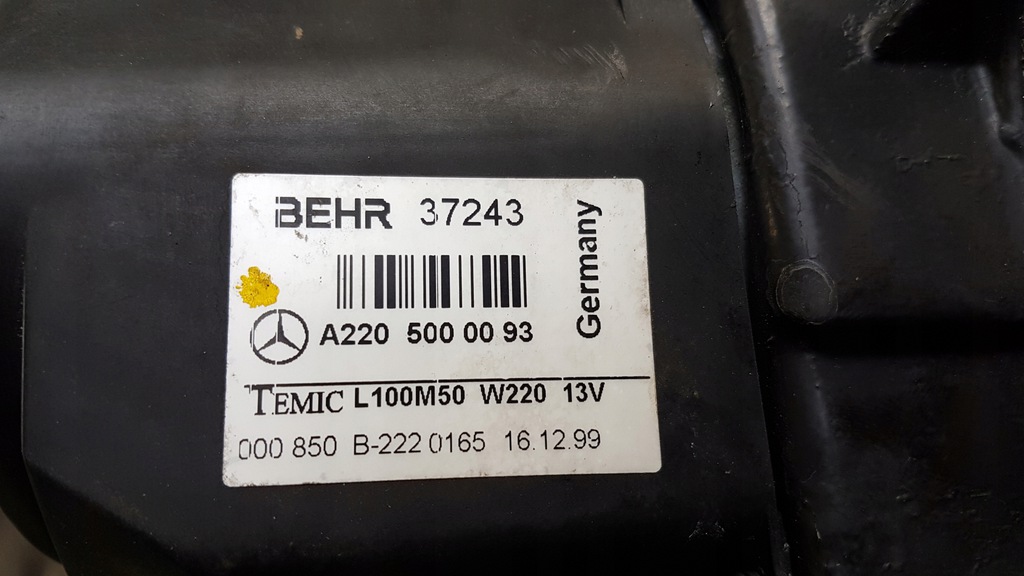 BEHR 37243
Germany
A220 500 00 93
TEMIC L100M50 W220 13V
000 850 B-222 0165 16.12.99